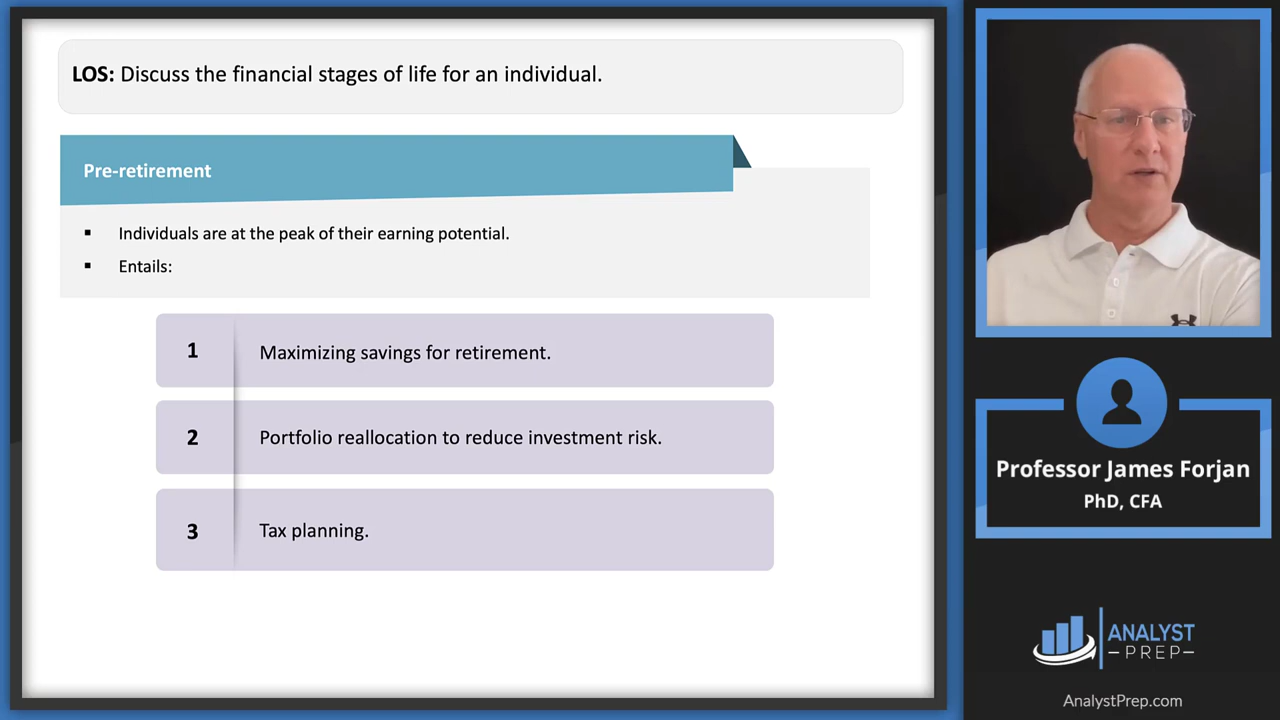 LOS: Discuss the financial stages of life for an individual.
Pre-retirement
▪ Individuals are at the peak of their earning potential.
▪ Entails:
1 Maximizing savings for retirement.
2 Portfolio reallocation to reduce investment risk.
3 Tax planning.
Professor James Forjan
PhD, CFA
ANALYST
–PREP–
AnalystPrep.com